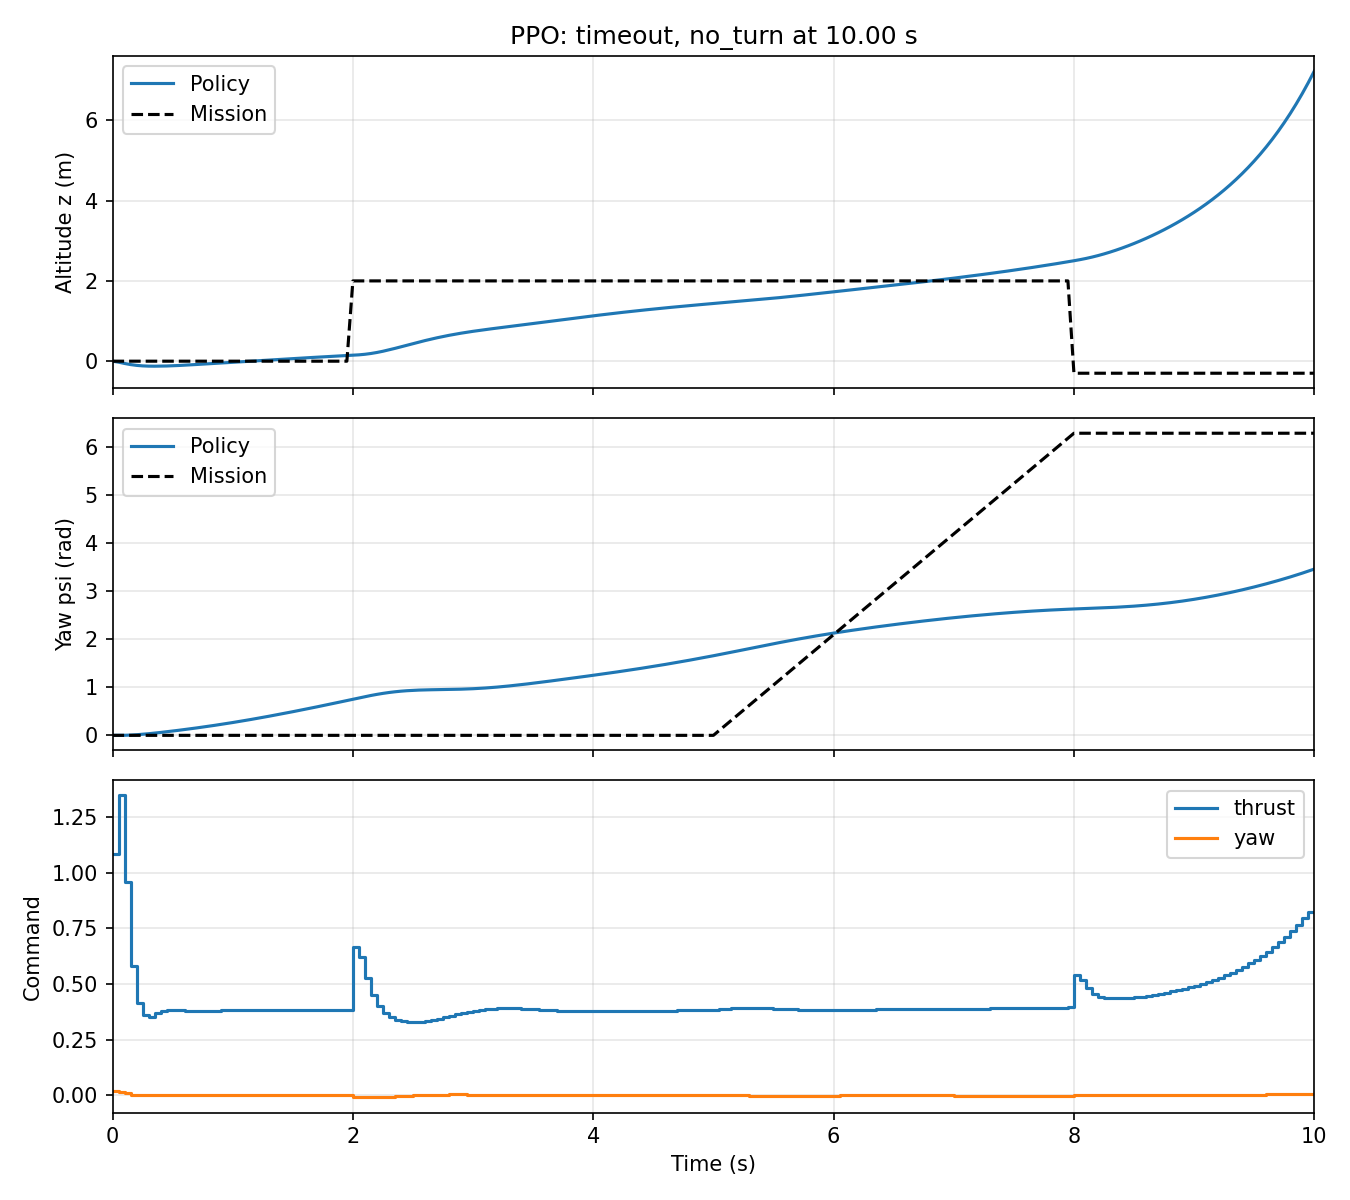 PPO: timeout, no_turn at 10.00 s
Policy
Mission
Altitude z (m)
6
4
2
0
Policy
Mission
Yaw psi (rad)
6
5
4
3
2
1
0
thrust
yaw
Command
1.25
1.00
0.75
0.50
0.25
0.00
0 2 4 6 8 10
Time (s)